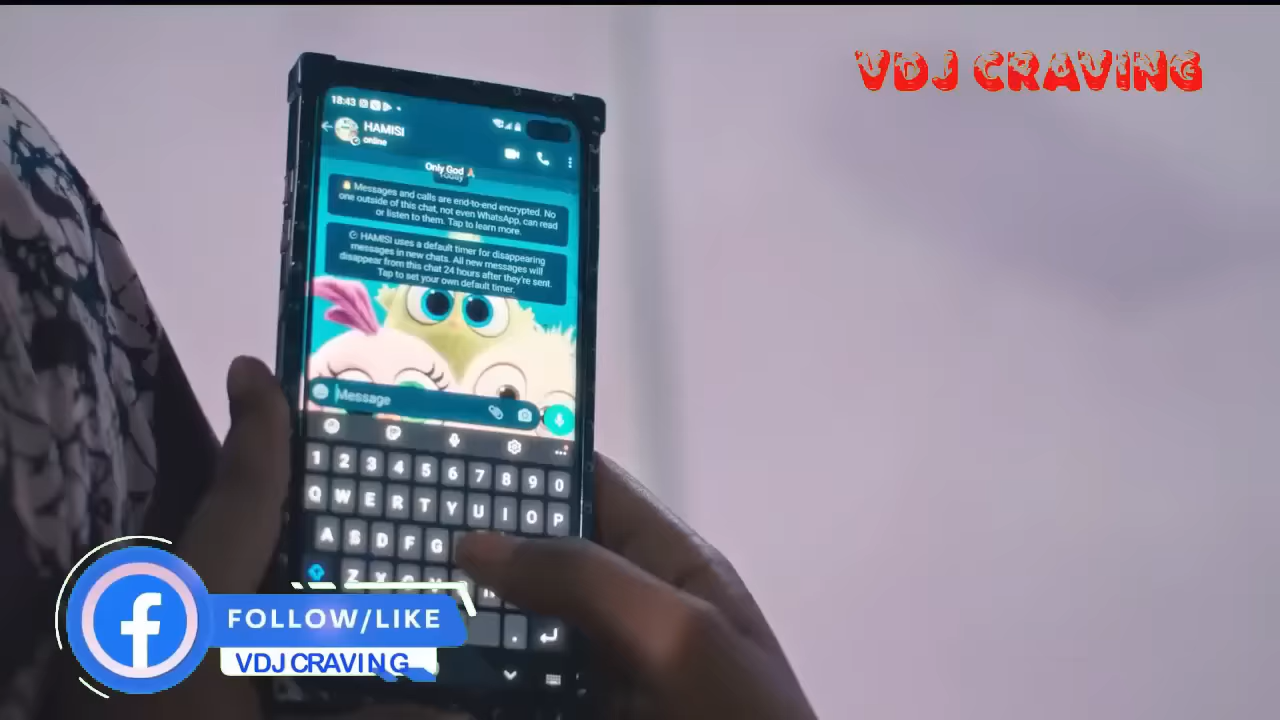 VDJ CRAVING
18:43
HAMISI
online
Only God 🙏
Today
🔒 Messages and calls are end-to-end encrypted. No
one outside of this chat, not even WhatsApp, can read
or listen to them. Tap to learn more.
HAMISI uses a default timer for disappearing
messages in new chats. All new messages will
disappear from this chat 24 hours after they're sent.
Tap to set your own default timer.
Message
1 2 3 4 5 6 7 8 9 0
Q W E R T Y U I O P
A S D F G
Z X C V
.
FOLLOW/LIKE
VDJ CRAVING